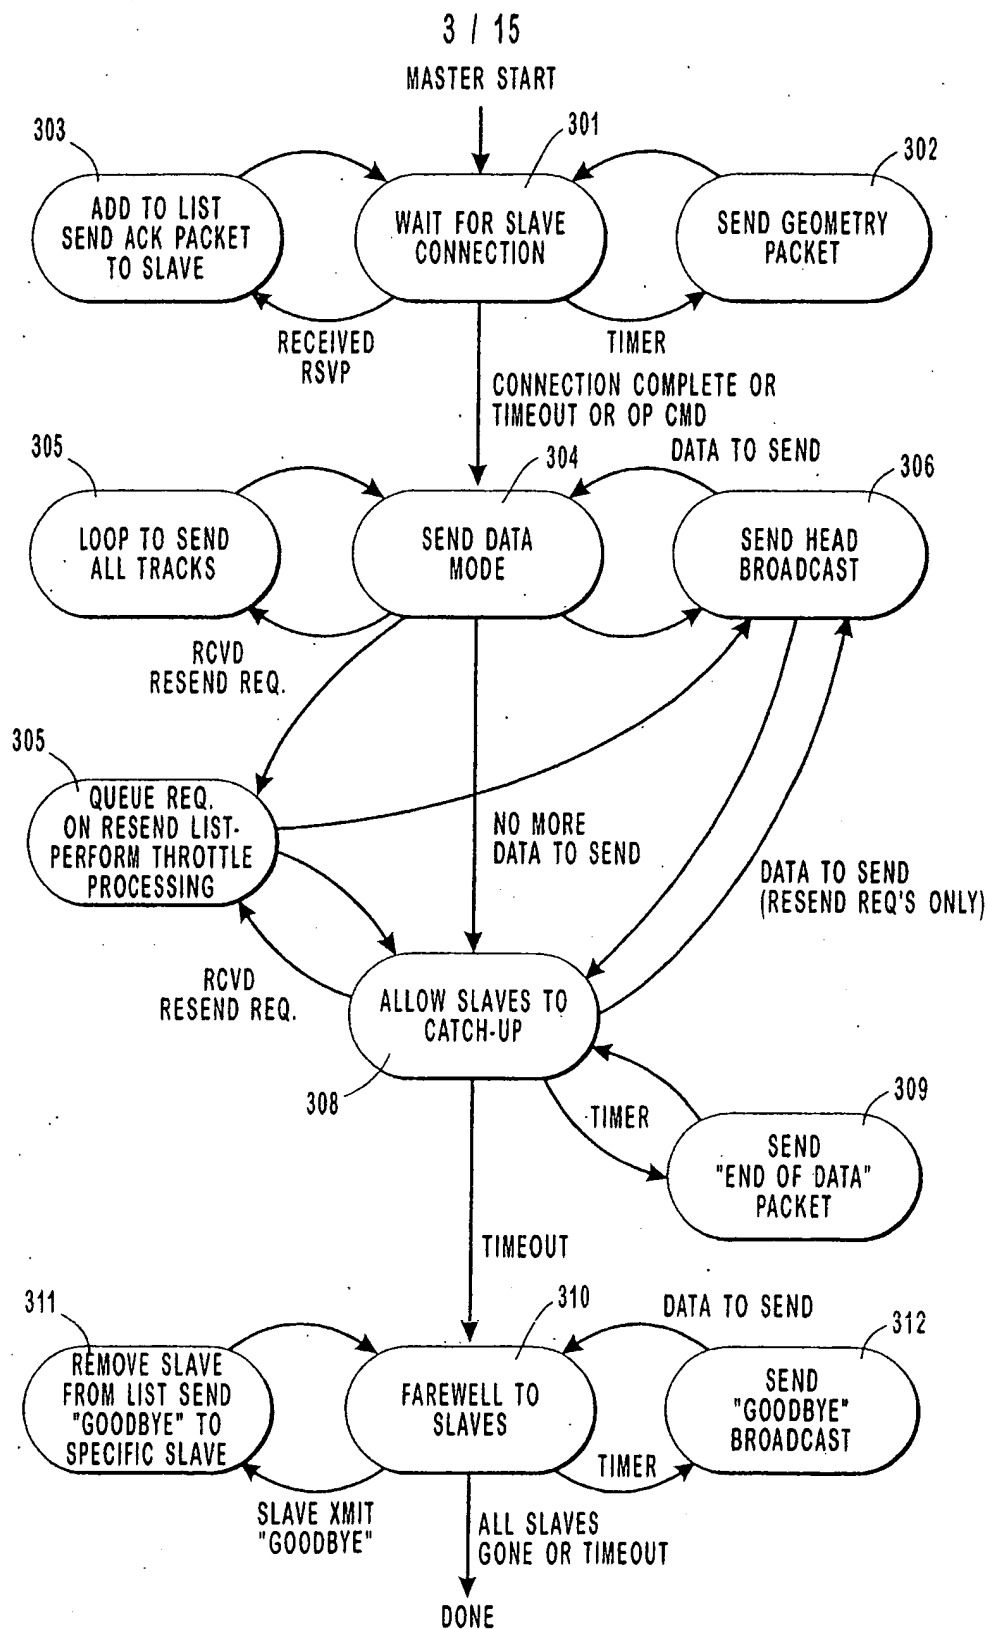 3 / 15
MASTER START
303
301
302
ADD TO LIST
SEND ACK PACKET
TO SLAVE
WAIT FOR SLAVE
CONNECTION
SEND GEOMETRY
PACKET
RECEIVED
RSVP
TIMER
CONNECTION COMPLETE OR
TIMEOUT OR OP CMD
305
304
DATA TO SEND
306
LOOP TO SEND
ALL TRACKS
SEND DATA
MODE
SEND HEAD
BROADCAST
RCVD
RESEND REQ.
305
QUEUE REQ.
ON RESEND LIST-
PERFORM THROTTLE
PROCESSING
NO MORE
DATA TO SEND
DATA TO SEND
(RESEND REQ'S ONLY)
RCVD
RESEND REQ.
ALLOW SLAVES TO
CATCH-UP
308
TIMER
309
SEND
"END OF DATA"
PACKET
TIMEOUT
311
310
DATA TO SEND
312
REMOVE SLAVE
FROM LIST SEND
"GOODBYE" TO
SPECIFIC SLAVE
FAREWELL TO
SLAVES
SEND
"GOODBYE"
BROADCAST
TIMER
SLAVE XMIT
"GOODBYE"
ALL SLAVES
GONE OR TIMEOUT
DONE